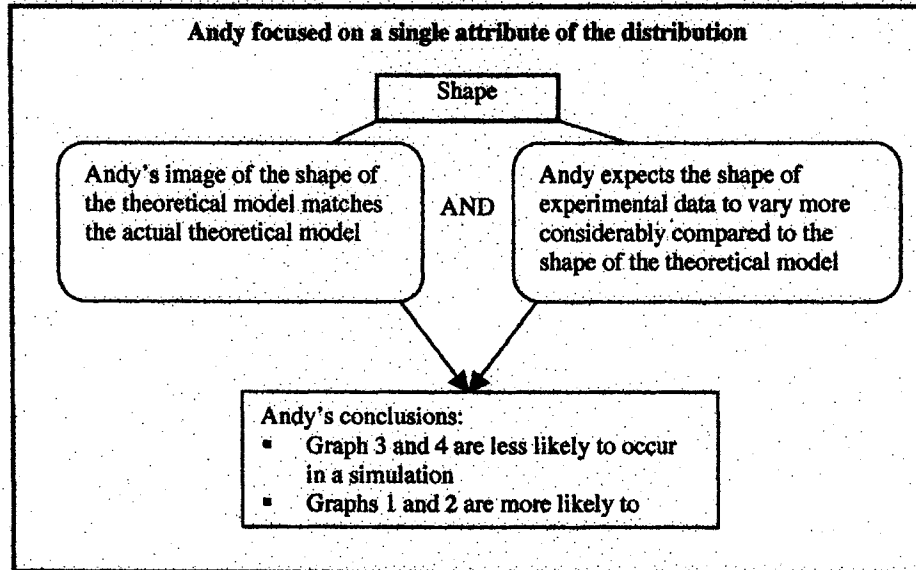 Andy focused on a single attribute of the distribution
Shape
Andy's image of the shape of
the theoretical model matches
the actual theoretical model
AND
Andy expects the shape of
experimental data to vary more
considerably compared to the
shape of the theoretical model
Andy's conclusions:
▪ Graph 3 and 4 are less likely to occur
in a simulation
▪ Graphs 1 and 2 are more likely to